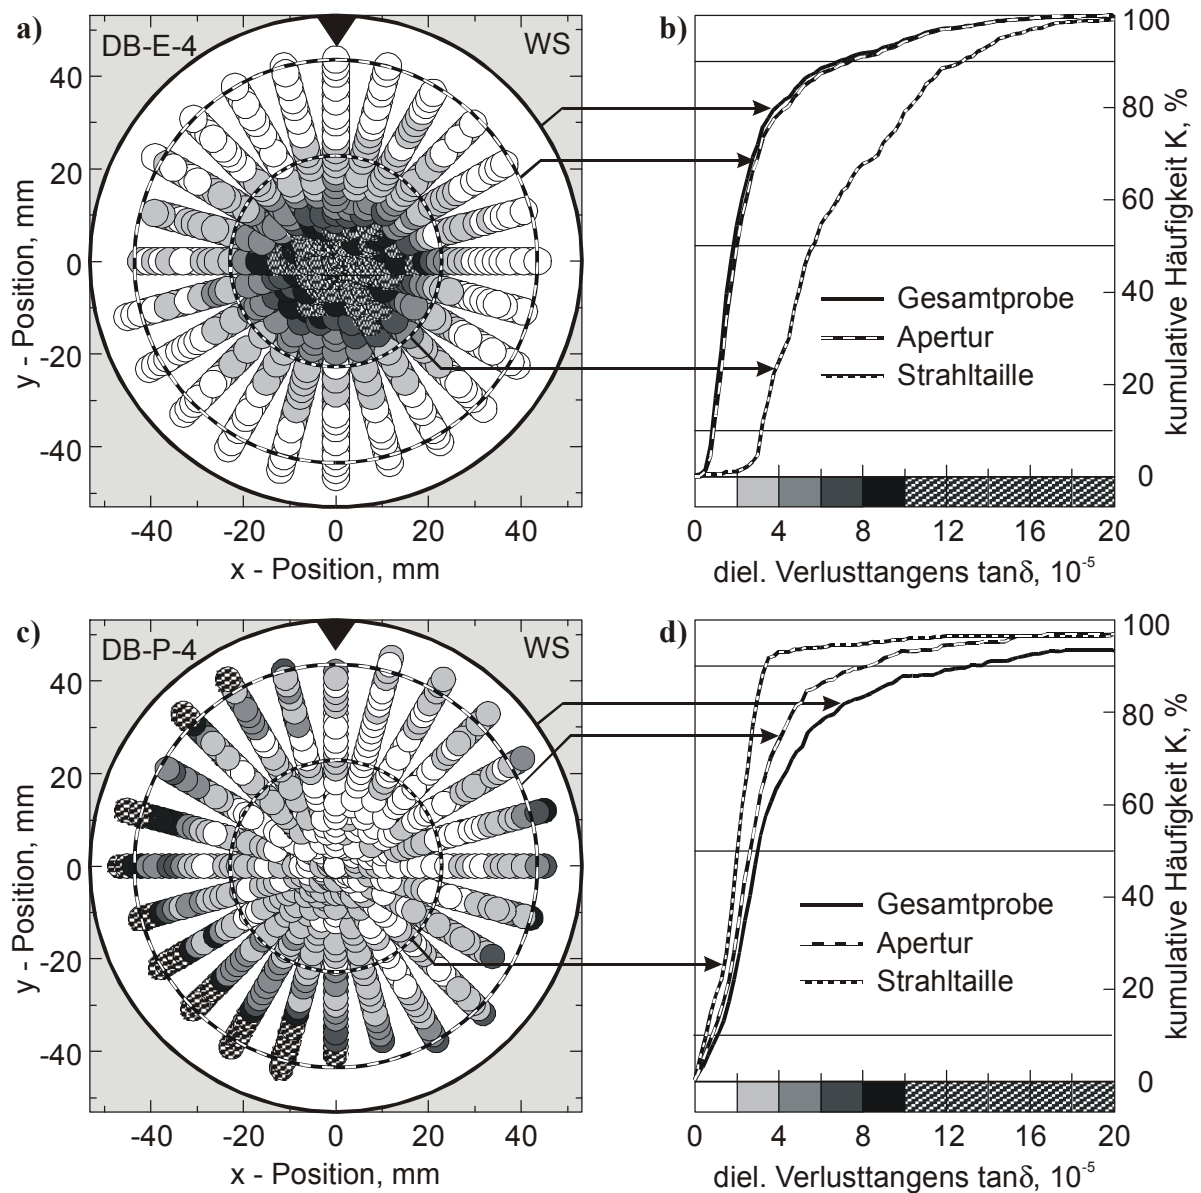 a)
DB-E-4
WS
y - Position, mm
40
20
0
-20
-40
-40 -20 0 20 40
x - Position, mm
b)
100
80
60
40
20
0
kumulative Häufigkeit K, %
Gesamtprobe
Apertur
Strahltaille
0 4 8 12 16 20
diel. Verlusttangens tanδ, 10⁻⁵
c)
DB-P-4
WS
y - Position, mm
40
20
0
-20
-40
-40 -20 0 20 40
x - Position, mm
d)
100
80
60
40
20
0
kumulative Häufigkeit K, %
Gesamtprobe
Apertur
Strahltaille
0 4 8 12 16 20
diel. Verlusttangens tanδ, 10⁻⁵